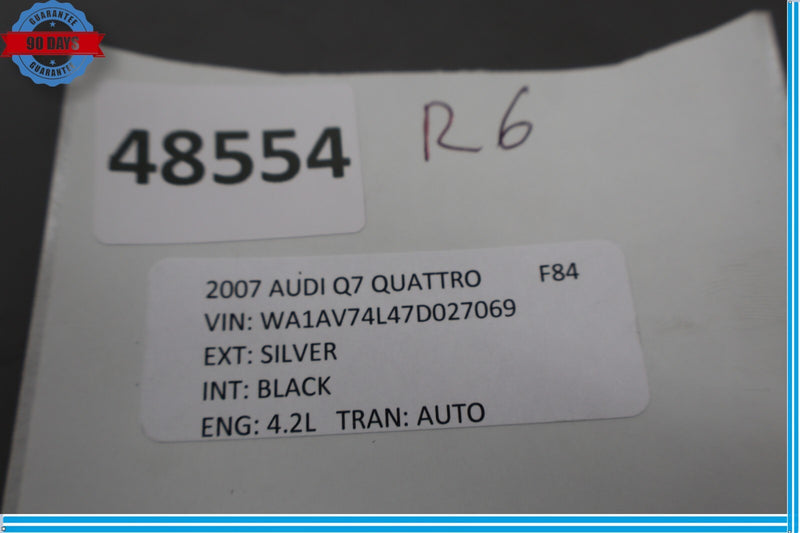 GUARANTEE
90 DAYS
GUARANTEE
48554
R6
2007 AUDI Q7 QUATTRO F84
VIN: WA1AV74L47D027069
EXT: SILVER
INT: BLACK
ENG: 4.2L TRAN: AUTO